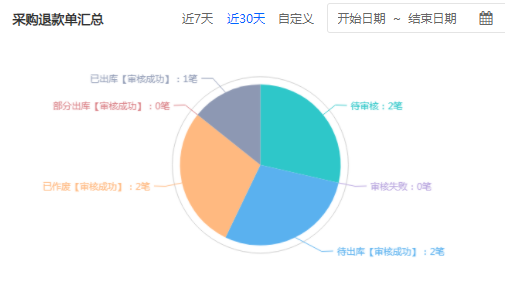 采购退款单汇总 近7天 近30天 自定义 开始日期 ~ 结束日期
已出库【审核成功】：1笔
部分出库【审核成功】：0笔
待审核：2笔
已作废【审核成功】：2笔
审核失败：0笔
待出库【审核成功】：2笔